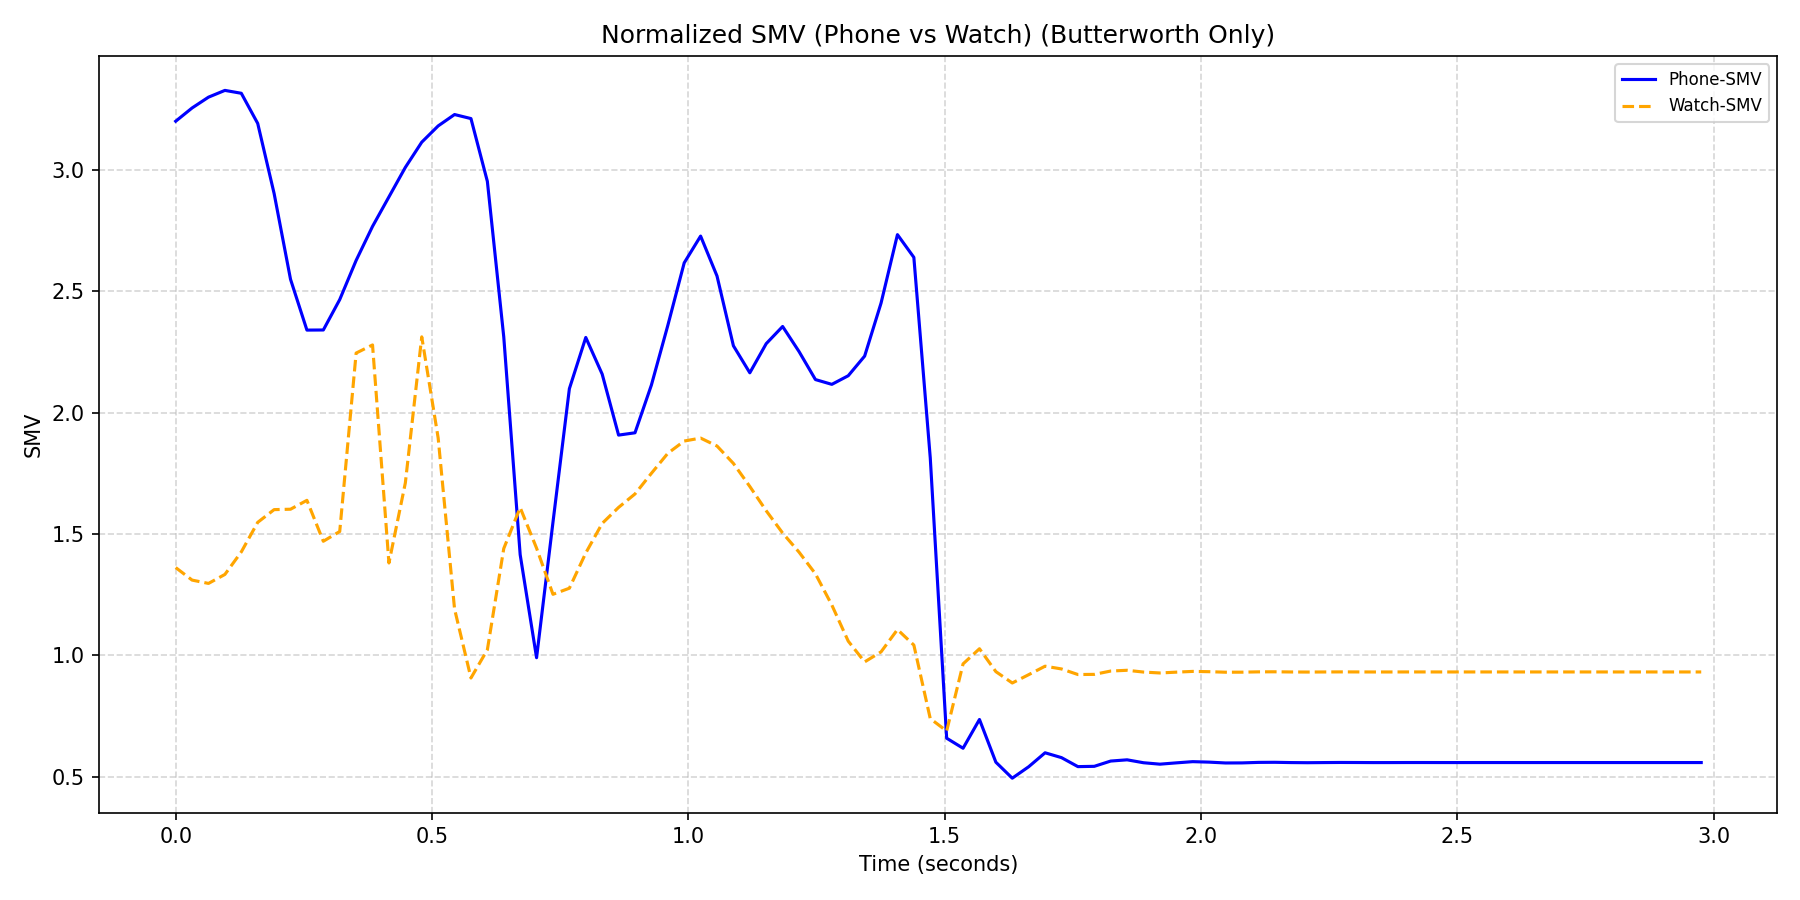 Normalized SMV (Phone vs Watch) (Butterworth Only)
Phone-SMV
Watch-SMV
SMV
3.0
2.5
2.0
1.5
1.0
0.5
0.0 0.5 1.0 1.5 2.0 2.5 3.0
Time (seconds)